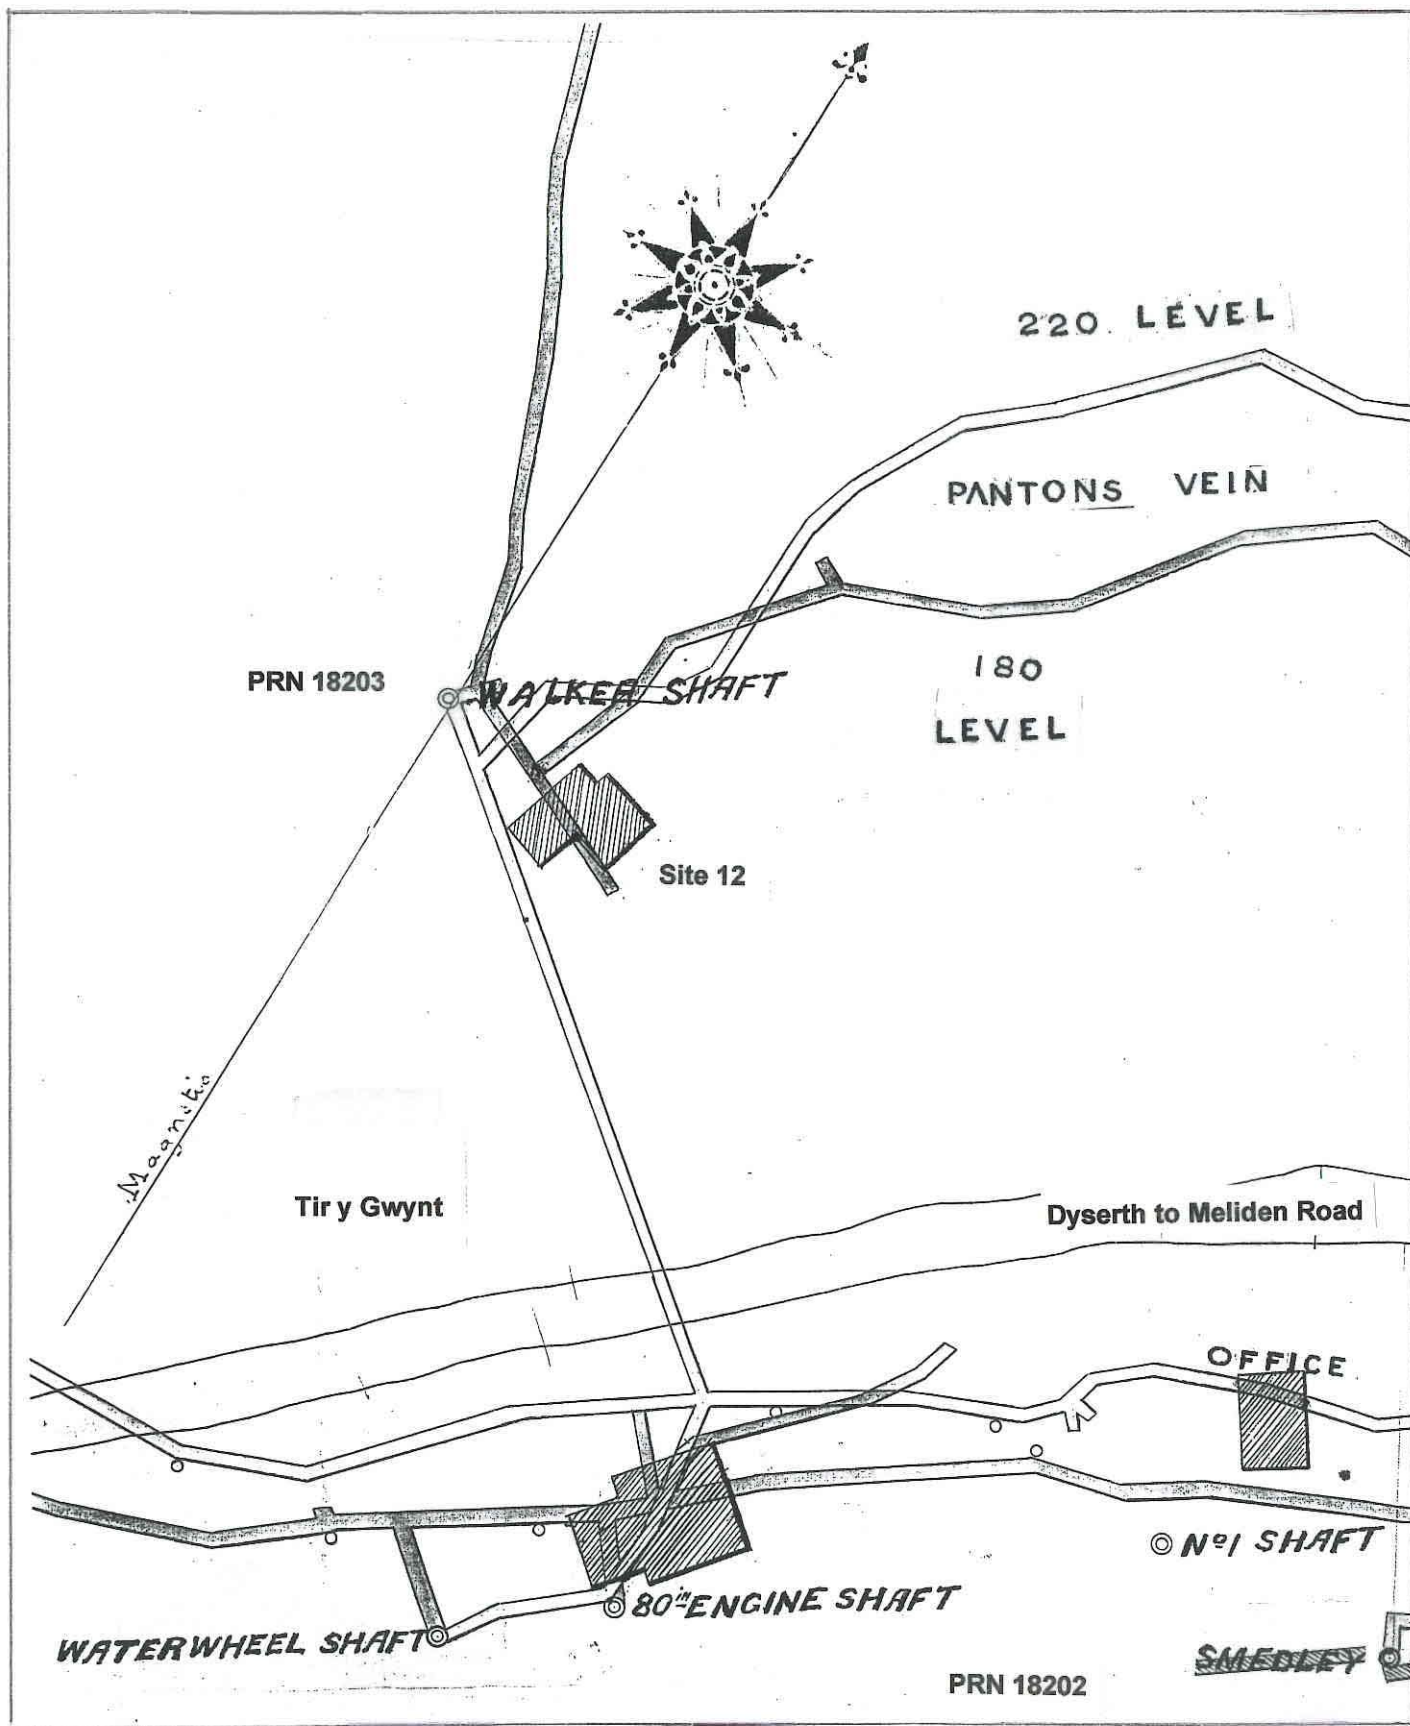 220 LEVEL
PANTONS VEIN
PRN 18203
WALKER SHAFT
180
LEVEL
Site 12
Magnetic
Tir y Gwynt
Dyserth to Meliden Road
OFFICE
Nº1 SHAFT
80in ENGINE SHAFT
WATERWHEEL SHAFT
SMEDLEY
PRN 18202